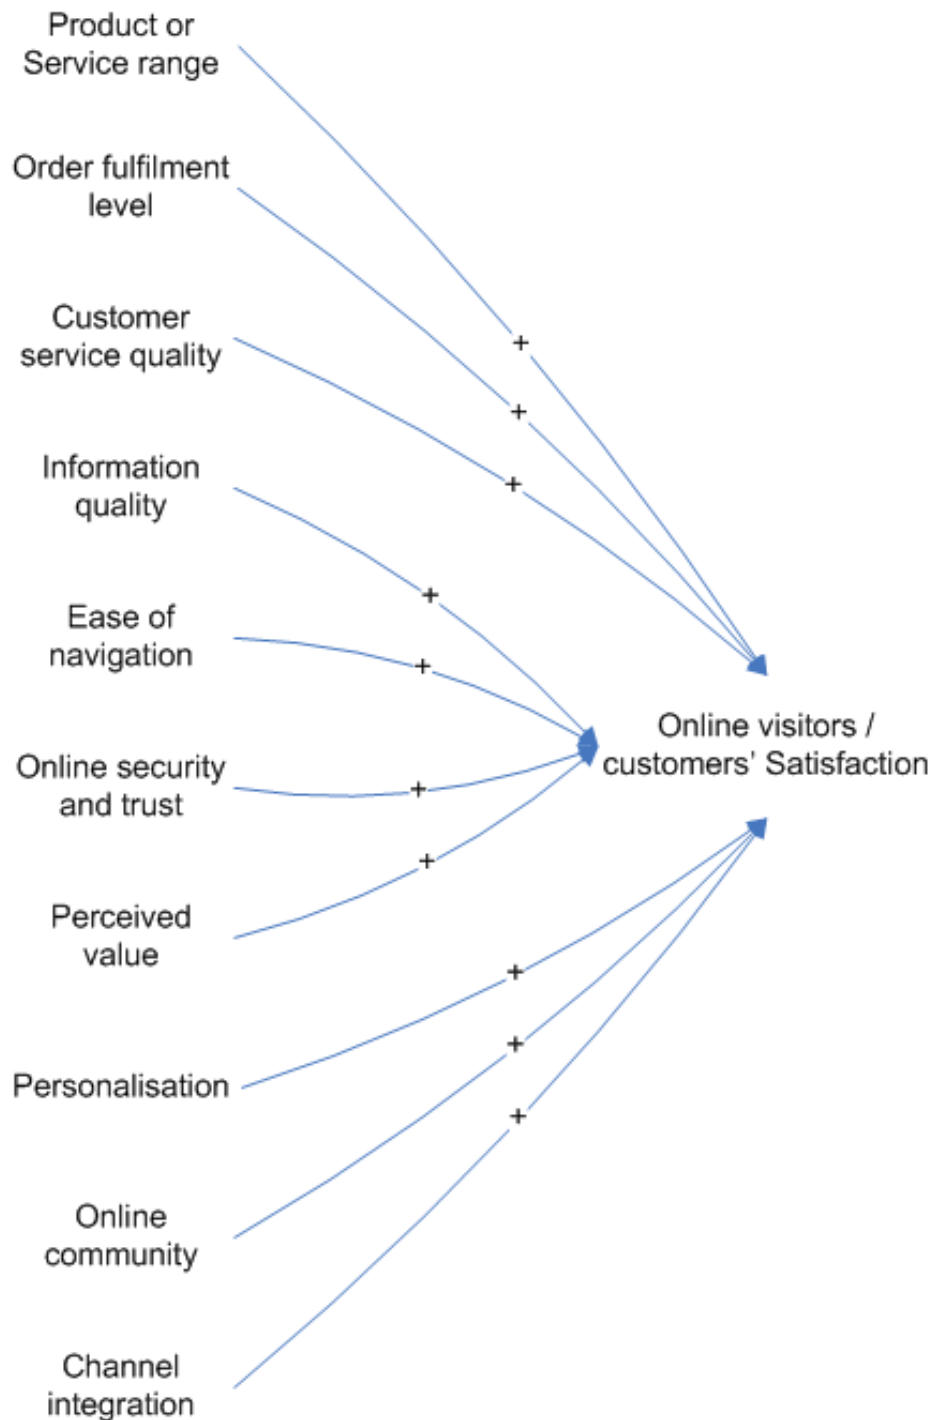 Product or
Service range
Order fulfilment
level
Customer
service quality
Information
quality
Ease of
navigation
Online security
and trust
Perceived
value
Personalisation
Online
community
Channel
integration
+
+
+
+
+
+
+
+
+
+
Online visitors /
customers’ Satisfaction